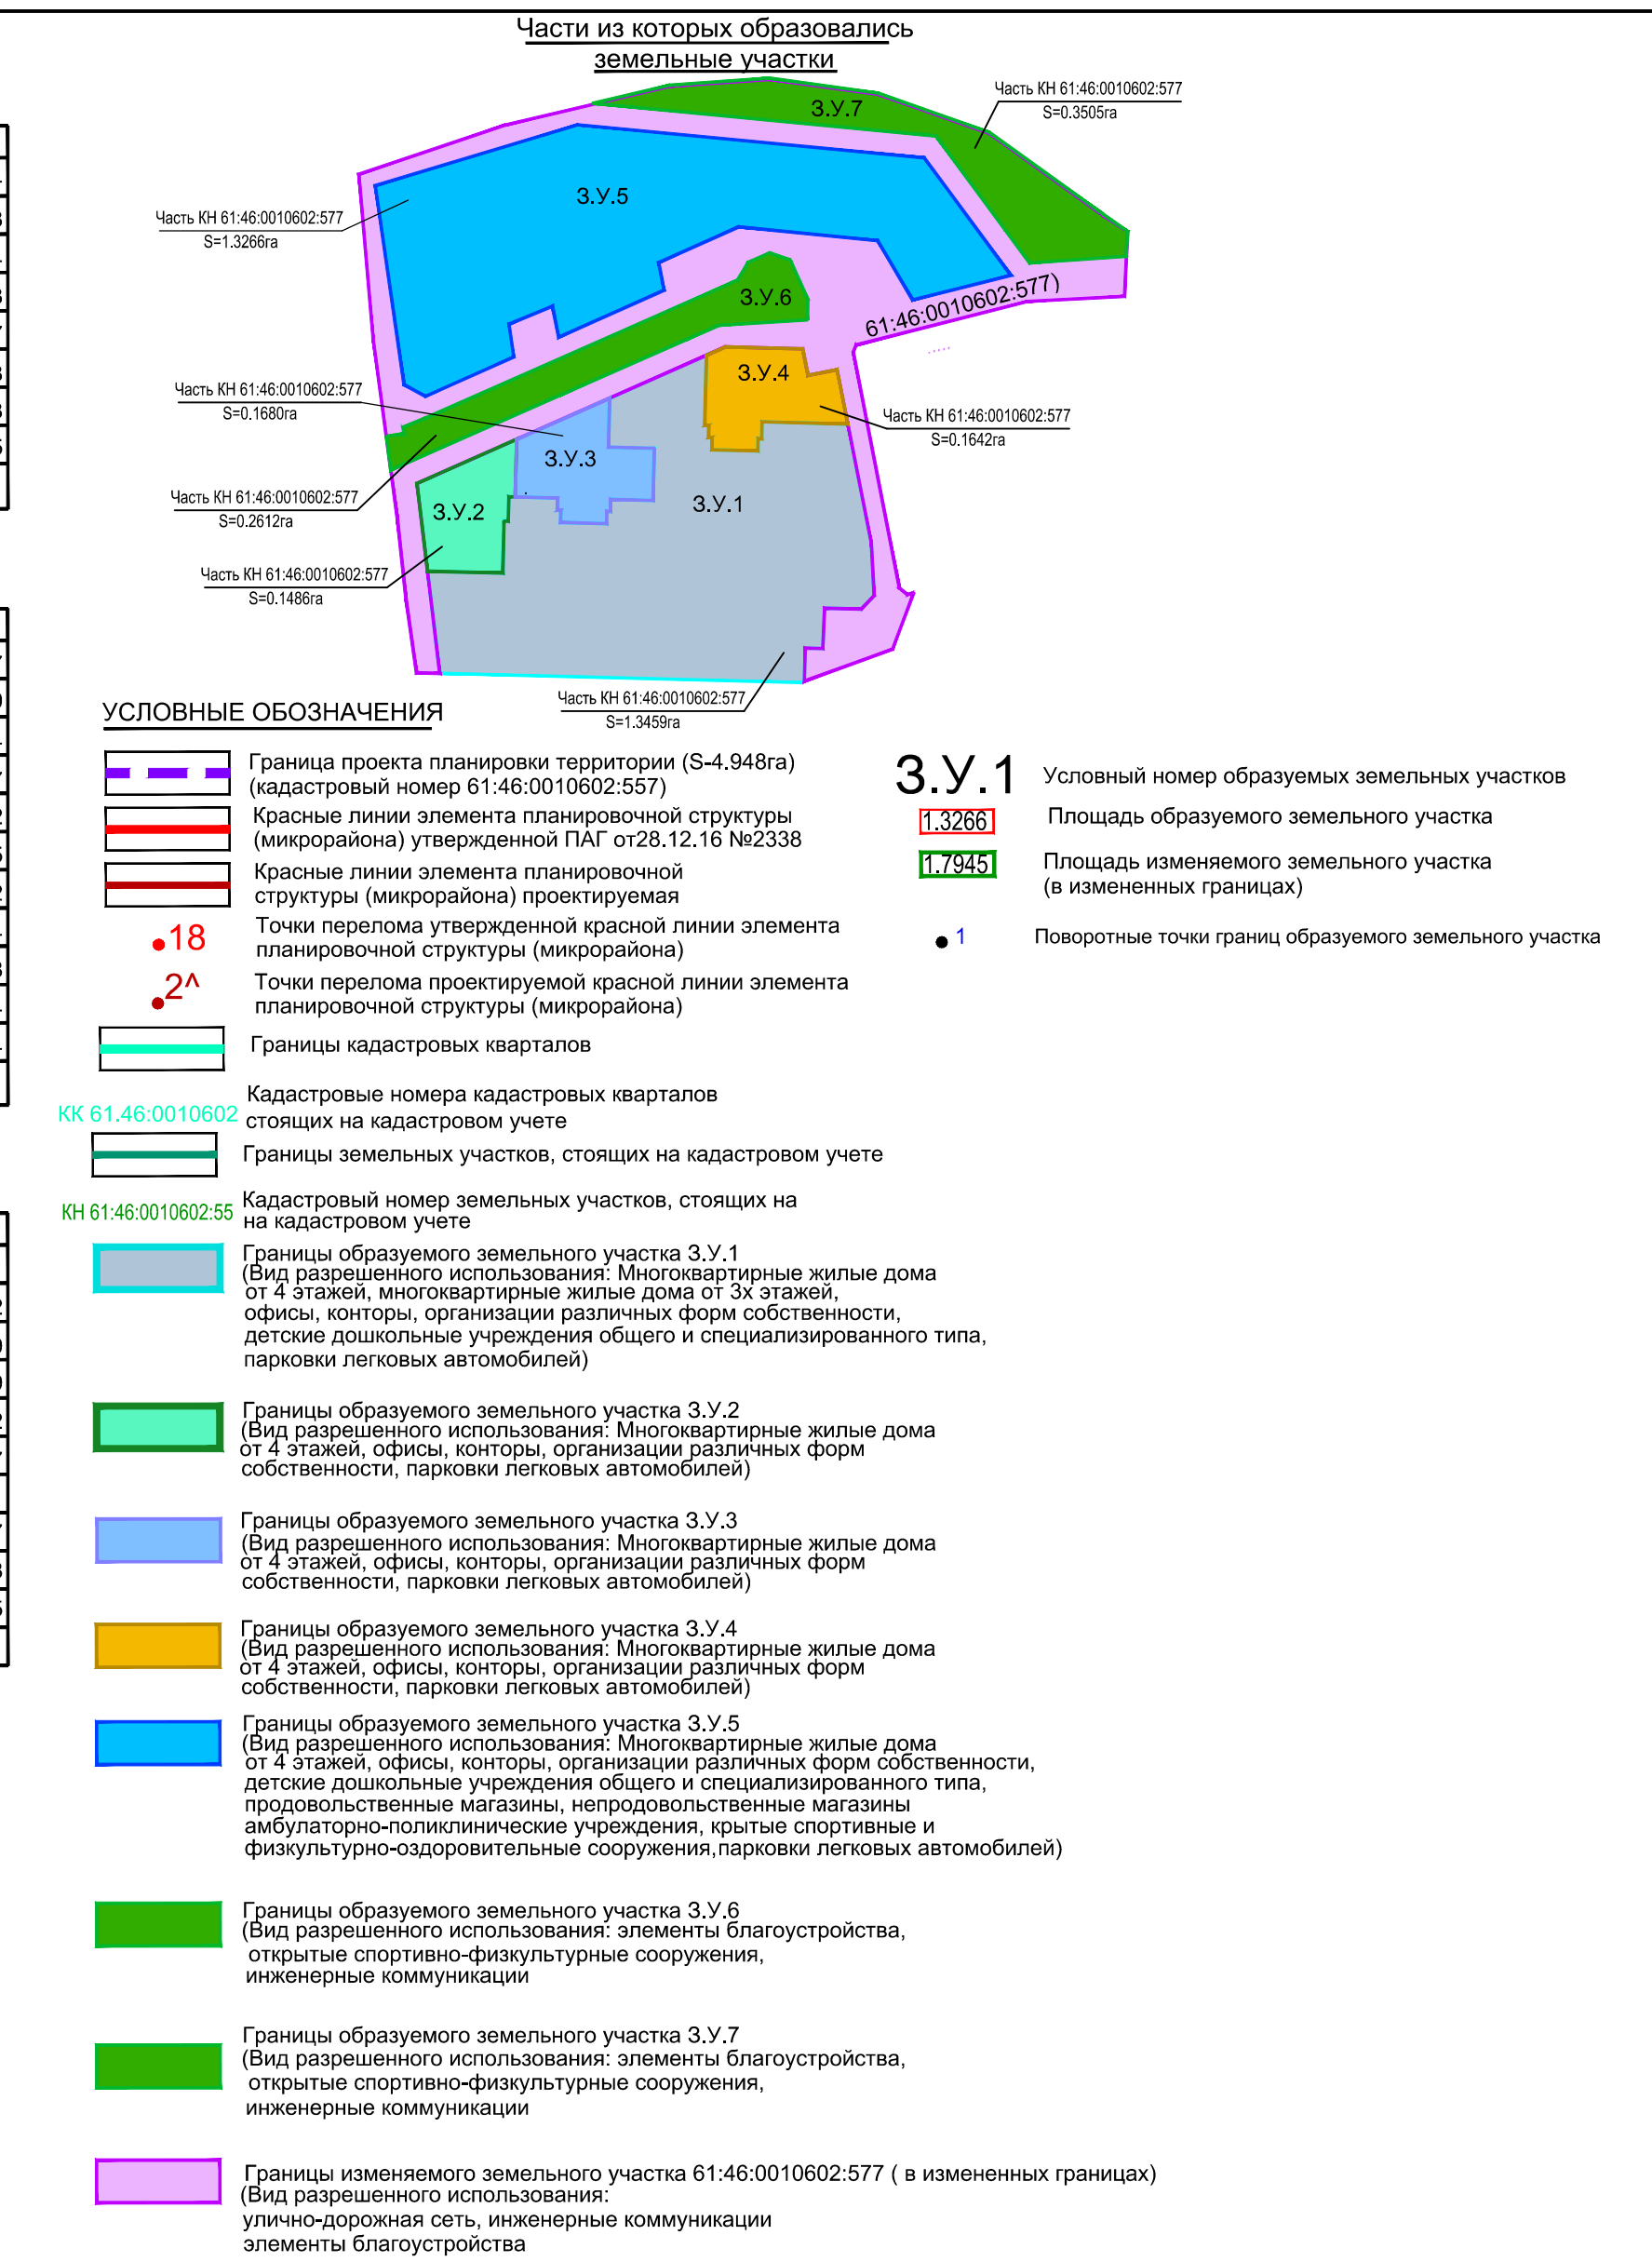 Части из которых образовались
земельные участки
Часть КН 61:46:0010602:577
S=0.3505га
З.У.7
З.У.5
Часть КН 61:46:0010602:577
S=1.3266га
З.У.6
61:46:0010602:577)
З.У.4
Часть КН 61:46:0010602:577
S=0.1680га
Часть КН 61:46:0010602:577
S=0.1642га
З.У.3
Часть КН 61:46:0010602:577
S=0.2612га
З.У.2
З.У.1
Часть КН 61:46:0010602:577
S=0.1486га
Часть КН 61:46:0010602:577
S=1.3459га
УСЛОВНЫЕ ОБОЗНАЧЕНИЯ
Граница проекта планировки территории (S-4.948га)
(кадастровый номер 61:46:0010602:557)
Красные линии элемента планировочной структуры
(микрорайона) утвержденной ПАГ от28.12.16 №2338
Красные линии элемента планировочной
структуры (микрорайона) проектируемая
18
Точки перелома утвержденной красной линии элемента
планировочной структуры (микрорайона)
2^
Точки перелома проектируемой красной линии элемента
планировочной структуры (микрорайона)
Границы кадастровых кварталов
КК 61.46:0010602
Кадастровые номера кадастровых кварталов
стоящих на кадастровом учете
Границы земельных участков, стоящих на кадастровом учете
КН 61:46:0010602:55
Кадастровый номер земельных участков, стоящих на
на кадастровом учете
Границы образуемого земельного участка З.У.1
(Вид разрешенного использования: Многоквартирные жилые дома
от 4 этажей, многоквартирные жилые дома от 3х этажей,
офисы, конторы, организации различных форм собственности,
детские дошкольные учреждения общего и специализированного типа,
парковки легковых автомобилей)
Границы образуемого земельного участка З.У.2
(Вид разрешенного использования: Многоквартирные жилые дома
от 4 этажей, офисы, конторы, организации различных форм
собственности, парковки легковых автомобилей)
Границы образуемого земельного участка З.У.3
(Вид разрешенного использования: Многоквартирные жилые дома
от 4 этажей, офисы, конторы, организации различных форм
собственности, парковки легковых автомобилей)
Границы образуемого земельного участка З.У.4
(Вид разрешенного использования: Многоквартирные жилые дома
от 4 этажей, офисы, конторы, организации различных форм
собственности, парковки легковых автомобилей)
Границы образуемого земельного участка З.У.5
(Вид разрешенного использования: Многоквартирные жилые дома
от 4 этажей, офисы, конторы, организации различных форм собственности,
детские дошкольные учреждения общего и специализированного типа,
продовольственные магазины, непродовольственные магазины
амбулаторно-поликлинические учреждения, крытые спортивные и
физкультурно-оздоровительные сооружения,парковки легковых автомобилей)
Границы образуемого земельного участка З.У.6
(Вид разрешенного использования: элементы благоустройства,
открытые спортивно-физкультурные сооружения,
инженерные коммуникации
Границы образуемого земельного участка З.У.7
(Вид разрешенного использования: элементы благоустройства,
открытые спортивно-физкультурные сооружения,
инженерные коммуникации
Границы изменяемого земельного участка 61:46:0010602:577 ( в измененных границах)
(Вид разрешенного использования:
улично-дорожная сеть, инженерные коммуникации
элементы благоустройства
З.У.1
Условный номер образуемых земельных участков
1.3266
Площадь образуемого земельного участка
1.7945
Площадь изменяемого земельного участка
(в измененных границах)
1
Поворотные точки границ образуемого земельного участка